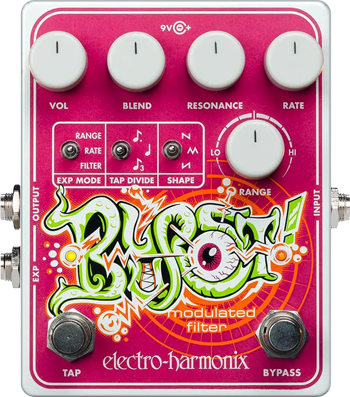 9V
VOL
BLEND
RESONANCE
RATE
RANGE
RATE
FILTER
EXP MODE
TAP DIVIDE
SHAPE
LO
HI
RANGE
OUTPUT
INPUT
EXP
BLURST!
modulated
filter
electro-harmonix
TAP
BYPASS